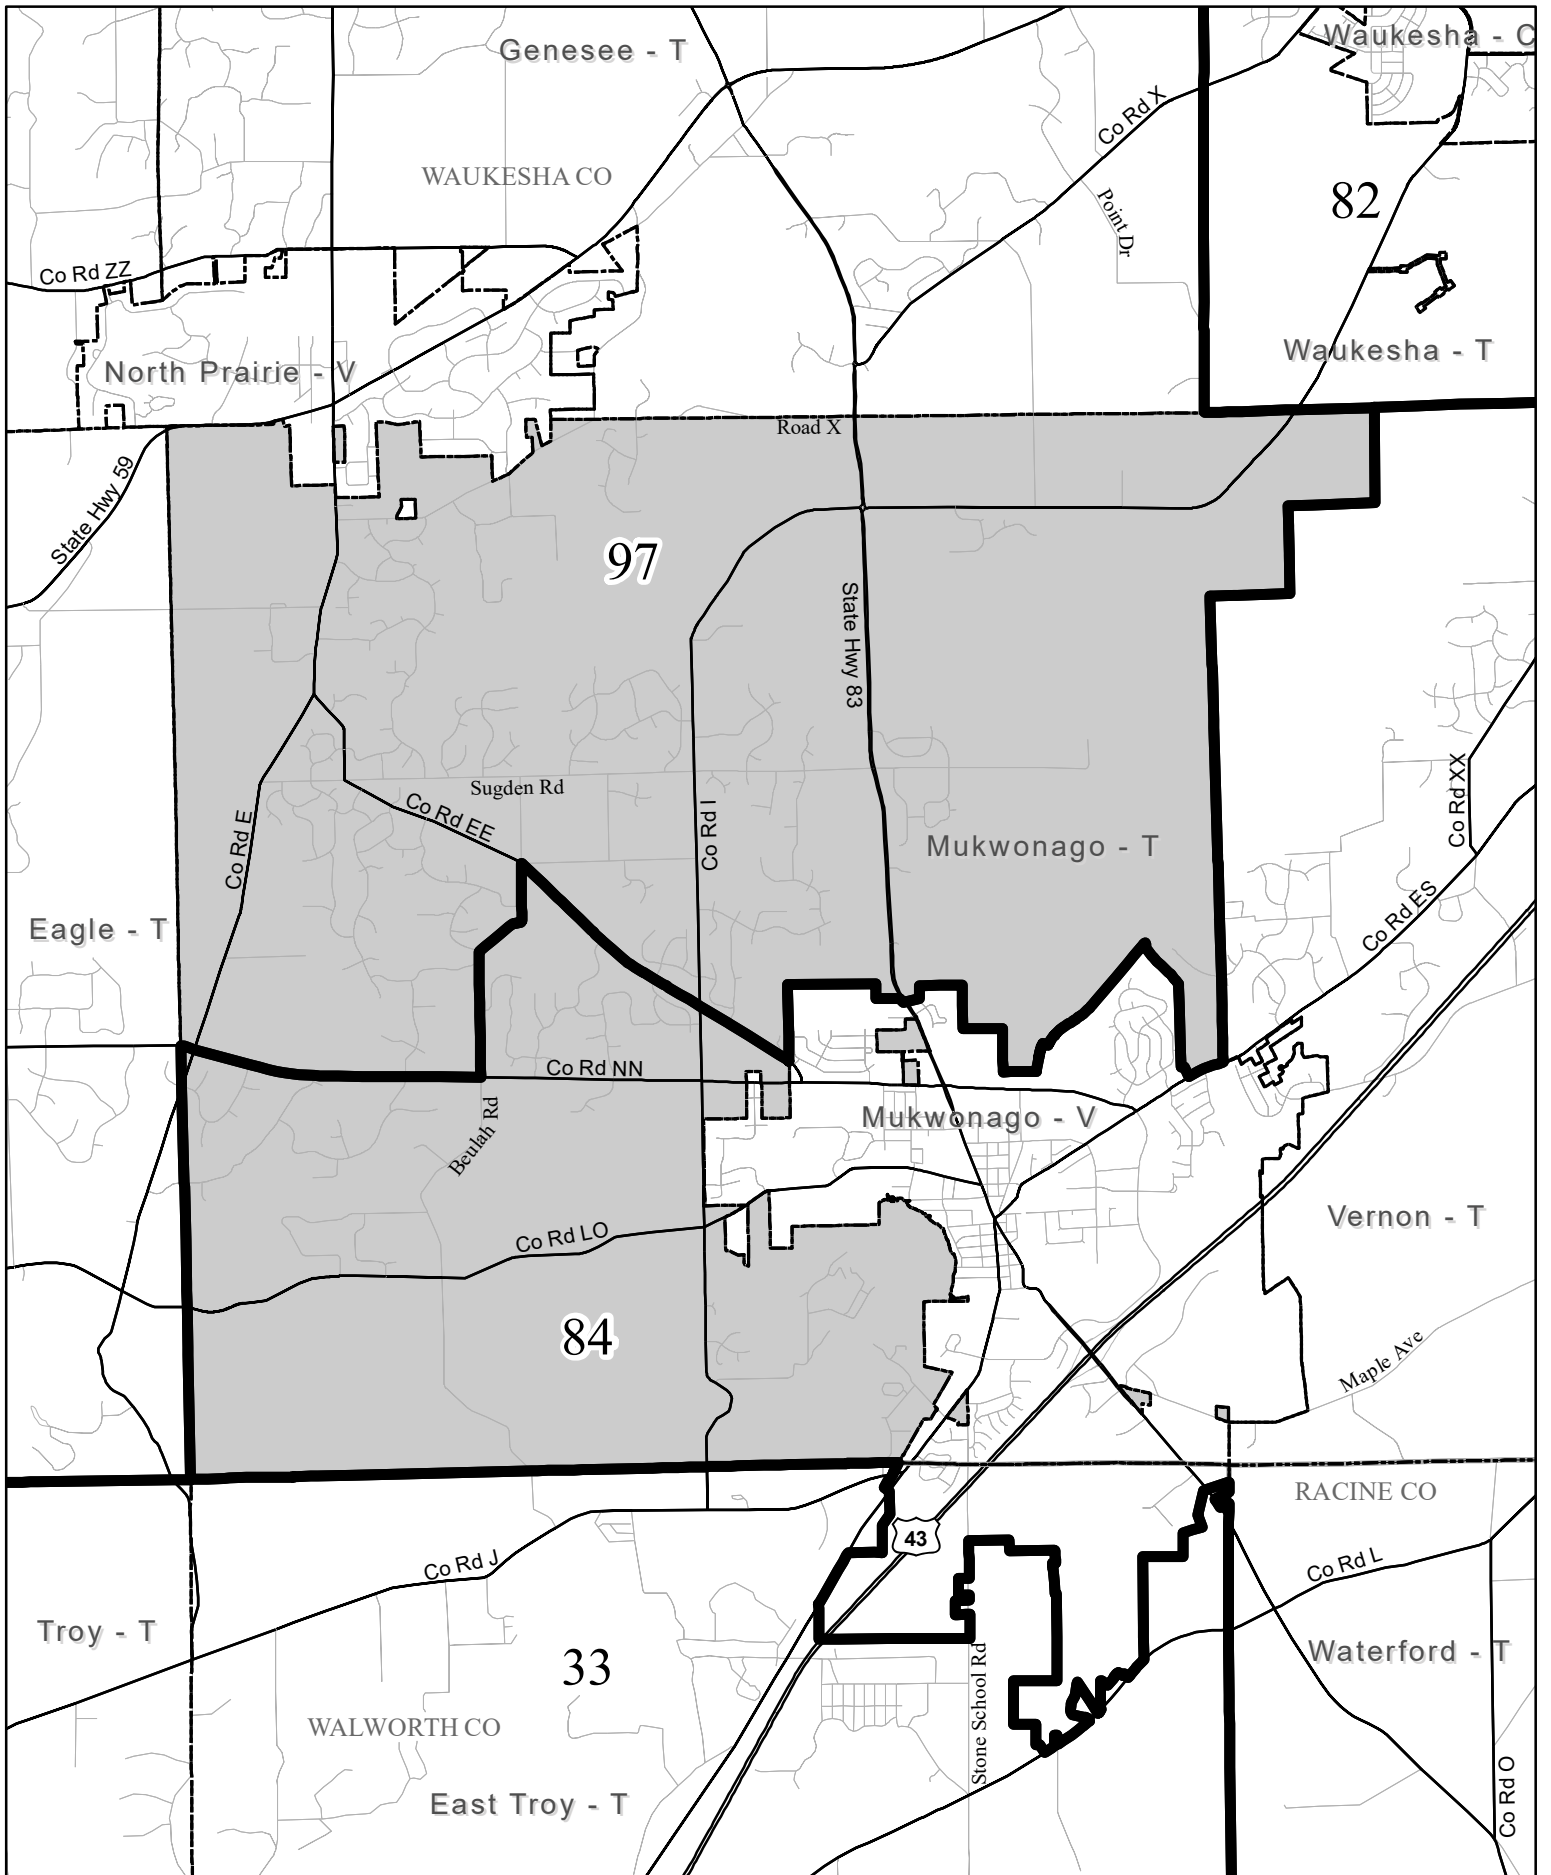 Genesee - T
Waukesha - C
Co Rd X
WAUKESHA CO
82
Point Dr
Co Rd ZZ
Waukesha - T
North Prairie - V
Road X
State Hwy 59
97
State Hwy 83
Sugden Rd
Co Rd XX
Co Rd EE
Co Rd I
Co Rd E
Mukwonago - T
Eagle - T
Co Rd ES
Co Rd NN
Mukwonago - V
Beulah Rd
Vernon - T
Co Rd LO
84
Maple Ave
RACINE CO
43
Co Rd J
Co Rd L
Troy - T
33
Waterford - T
Stone School Rd
WALWORTH CO
East Troy - T
Co Rd O